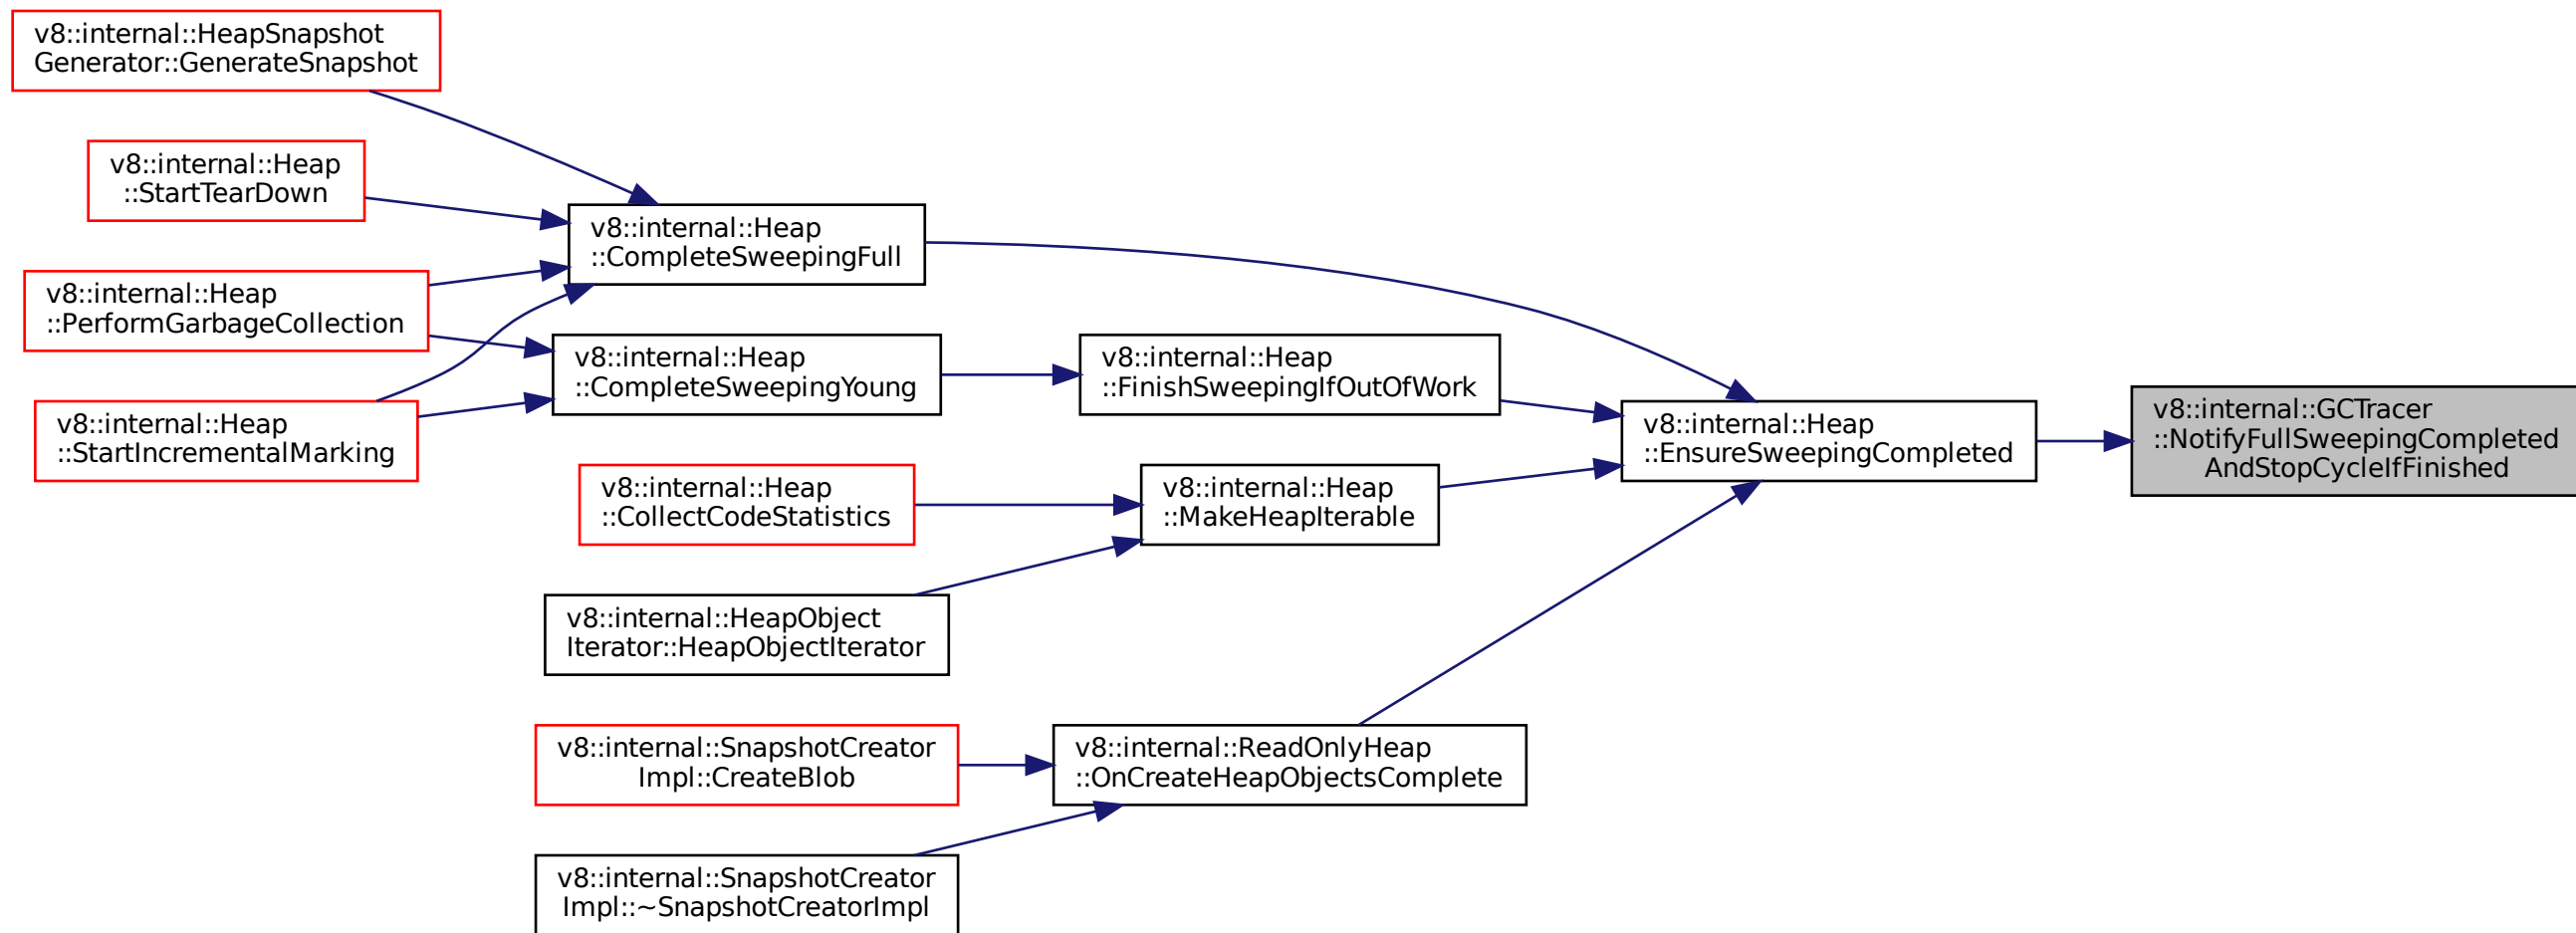 v8::internal::HeapSnapshot
Generator::GenerateSnapshot
v8::internal::Heap
::StartTearDown
v8::internal::Heap
::PerformGarbageCollection
v8::internal::Heap
::StartIncrementalMarking
v8::internal::Heap
::CompleteSweepingFull
v8::internal::Heap
::CompleteSweepingYoung
v8::internal::Heap
::CollectCodeStatistics
v8::internal::HeapObject
Iterator::HeapObjectIterator
v8::internal::SnapshotCreator
Impl::CreateBlob
v8::internal::SnapshotCreator
Impl::~SnapshotCreatorImpl
v8::internal::Heap
::FinishSweepingIfOutOfWork
v8::internal::Heap
::MakeHeapIterable
v8::internal::ReadOnlyHeap
::OnCreateHeapObjectsComplete
v8::internal::Heap
::EnsureSweepingCompleted
v8::internal::GCTracer
::NotifyFullSweepingCompleted
AndStopCycleIfFinished